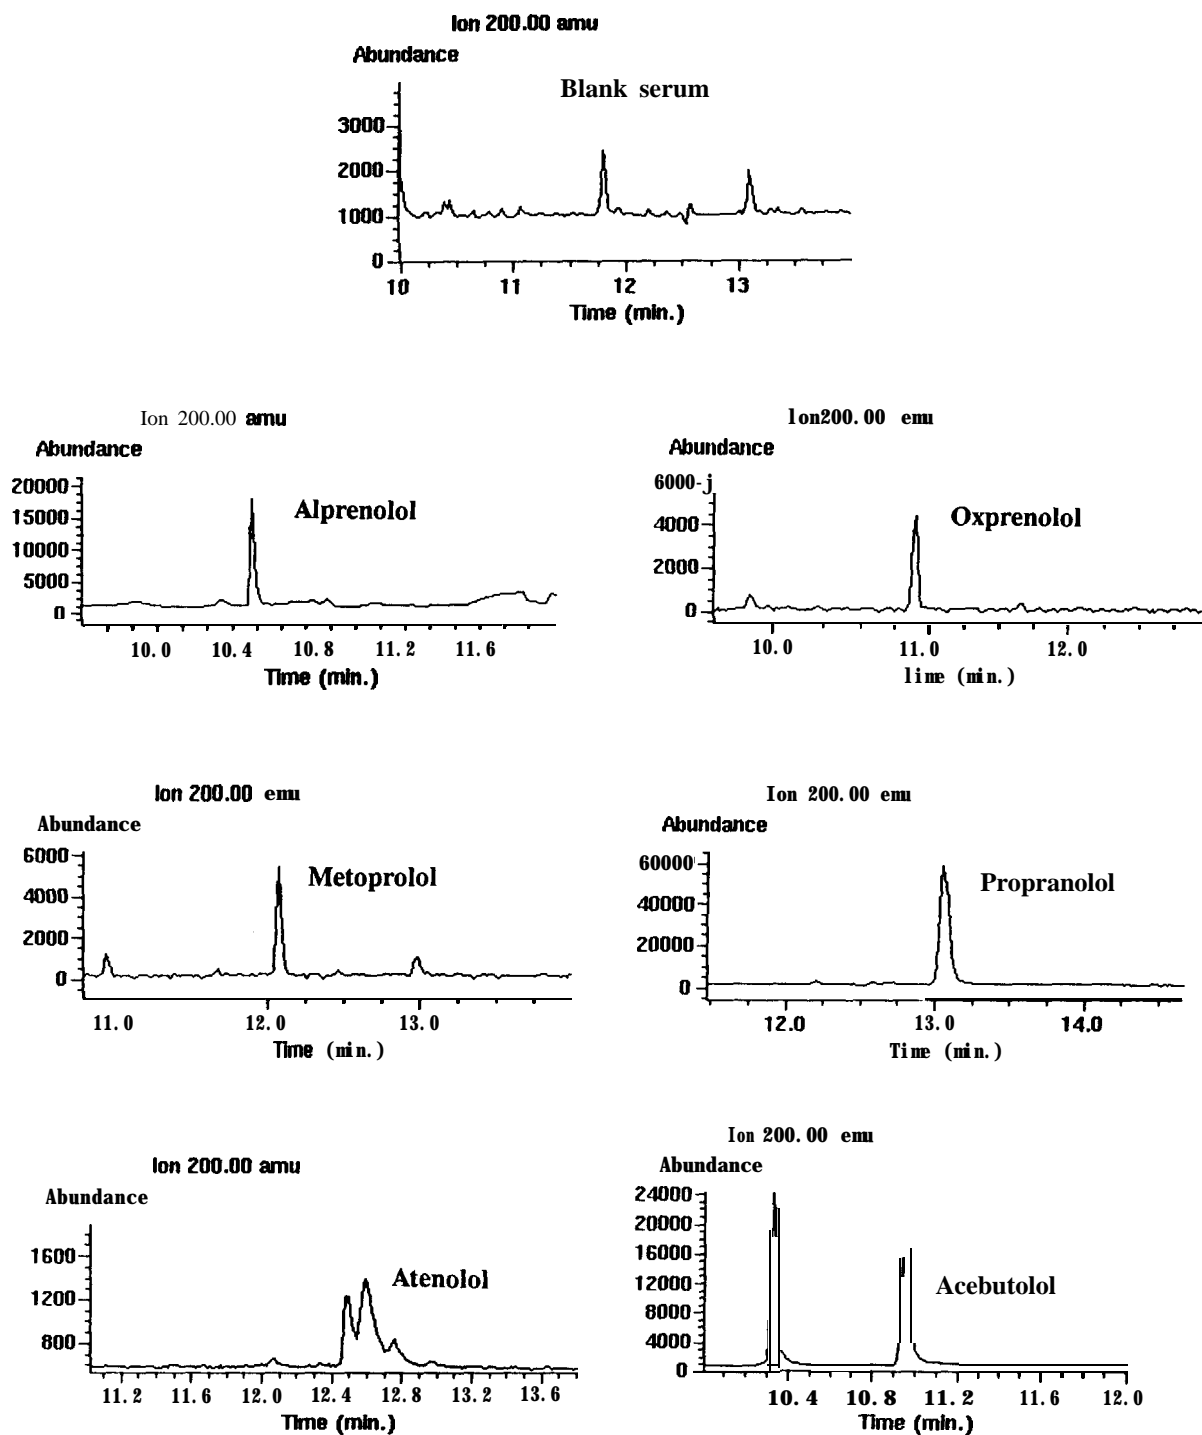 Ion 200.00 amu
Abundance
Blank serum
3000
2000
1000
0
10 11 12 13
Time (min.)
Ion 200.00 amu
Abundance
20000
15000
10000
5000
0
Alprenolol
10.0 10.4 10.8 11.2 11.6
Time (min.)
lon200.00 emu
Abundance
6000-j
4000
2000
0
Oxprenolol
10.0 11.0 12.0
lime (min.)
Ion 200.00 emu
Abundance
6000
4000
2000
0
Metoprolol
11.0 12.0 13.0
Time (min.)
Ion 200.00 emu
Abundance
60000
40000
20000
0
Propranolol
12.0 13.0 14.0
Time (min.)
Ion 200.00 amu
Abundance
1600
1200
800
Atenolol
11.2 11.6 12.0 12.4 12.8 13.2 13.6
Time (min.)
Ion 200.00 emu
Abundance
24000
20000
16000
12000
8000
4000
0
Acebutolol
10.4 10.8 11.2 11.6 12.0
Time (min.)